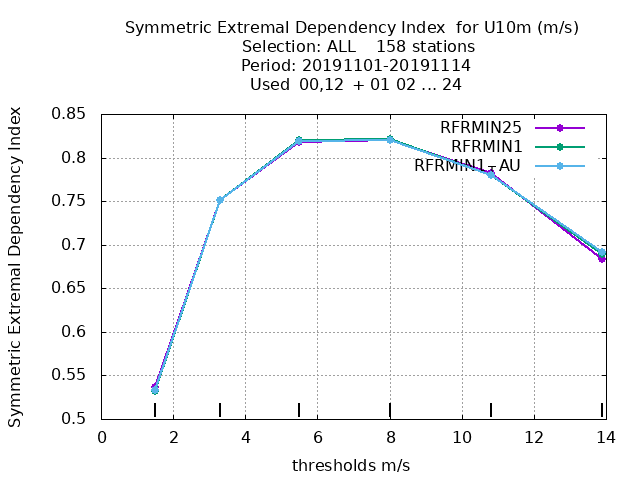 Symmetric Extremal Dependency Index  for U10m (m/s)
Selection: ALL    158 stations
Period: 20191101-20191114
Used  00,12  + 01 02 ... 24
Symmetric Extremal Dependency Index
0.85
0.8
0.75
0.7
0.65
0.6
0.55
0.5
RFRMIN25
RFRMIN1
RFRMIN1-AU
0 2 4 6 8 10 12 14
thresholds m/s